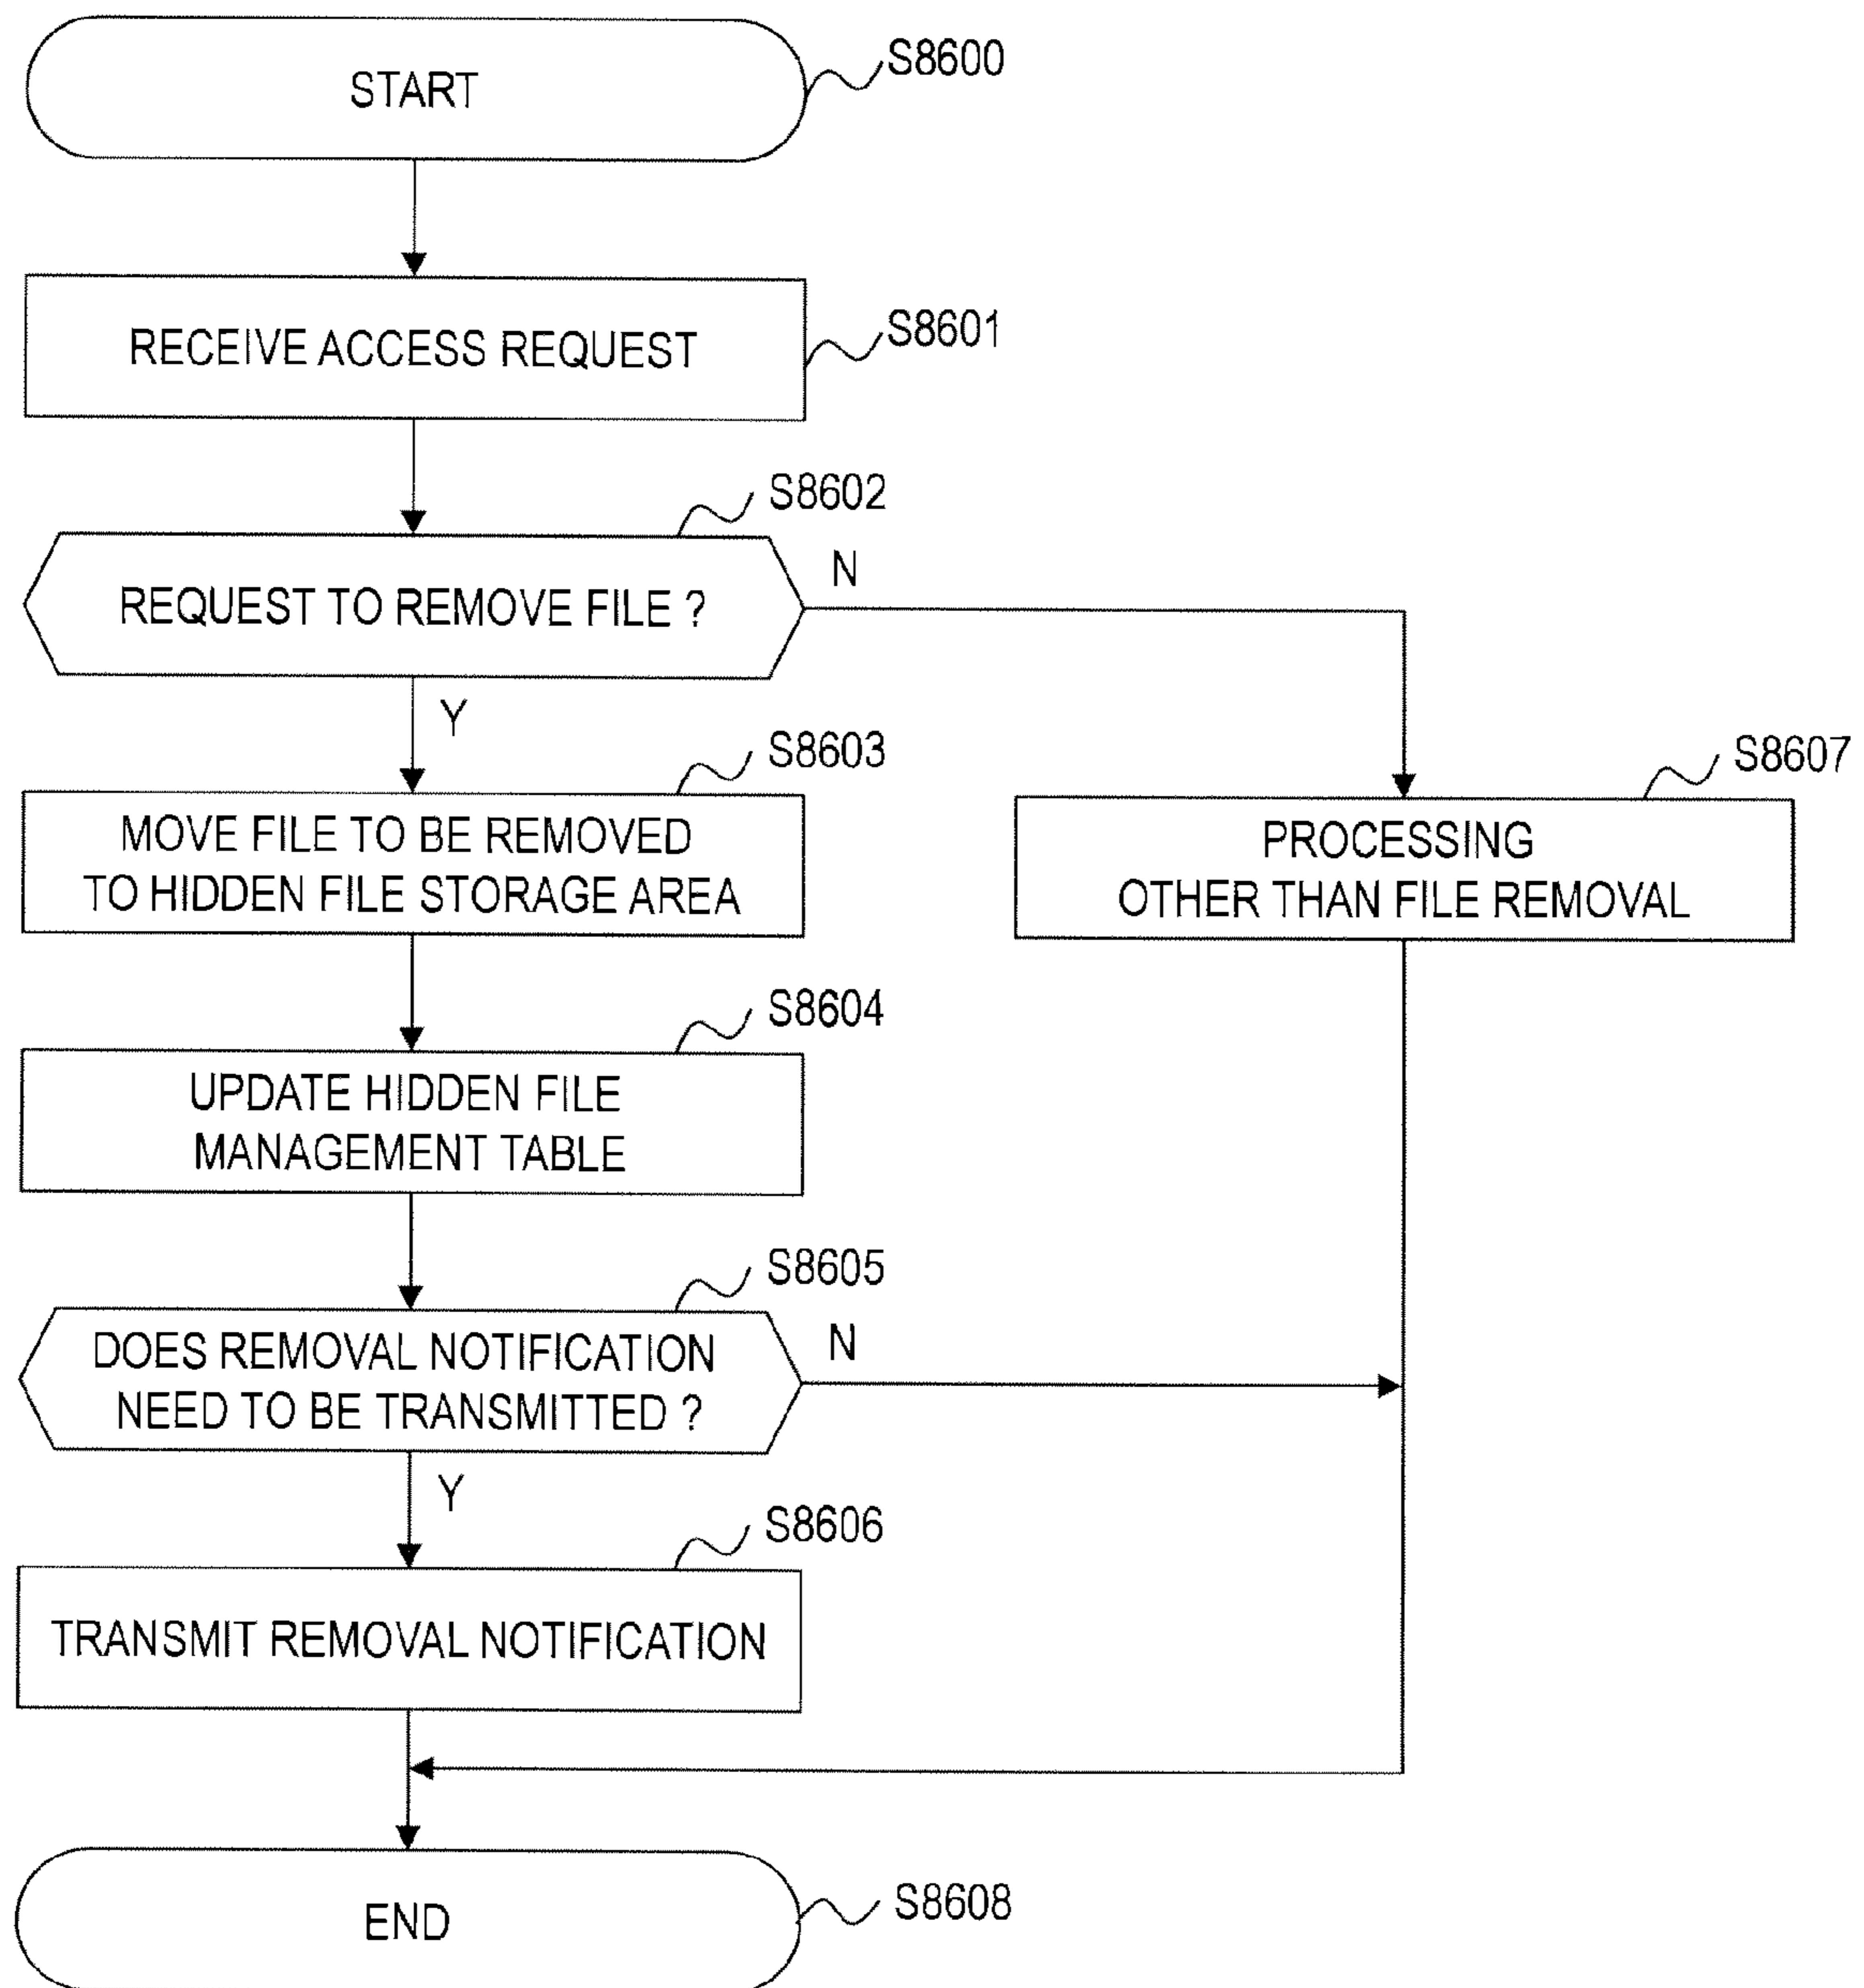 START
S8600
RECEIVE ACCESS REQUEST
S8601
S8602
REQUEST TO REMOVE FILE ?
N
Y
S8603
MOVE FILE TO BE REMOVED
TO HIDDEN FILE STORAGE AREA
S8607
PROCESSING
OTHER THAN FILE REMOVAL
S8604
UPDATE HIDDEN FILE
MANAGEMENT TABLE
S8605
DOES REMOVAL NOTIFICATION
NEED TO BE TRANSMITTED ?
N
Y
S8606
TRANSMIT REMOVAL NOTIFICATION
END
S8608